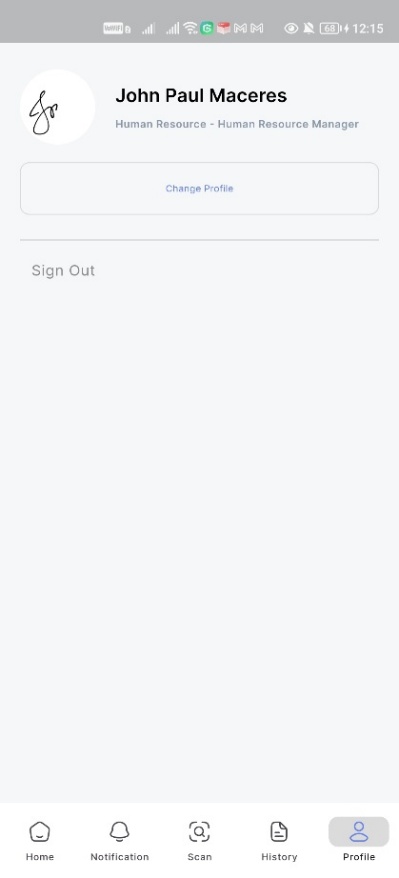 68 12:15
John Paul Maceres
Human Resource - Human Resource Manager
Change Profile
Sign Out
Home Notification Scan History Profile